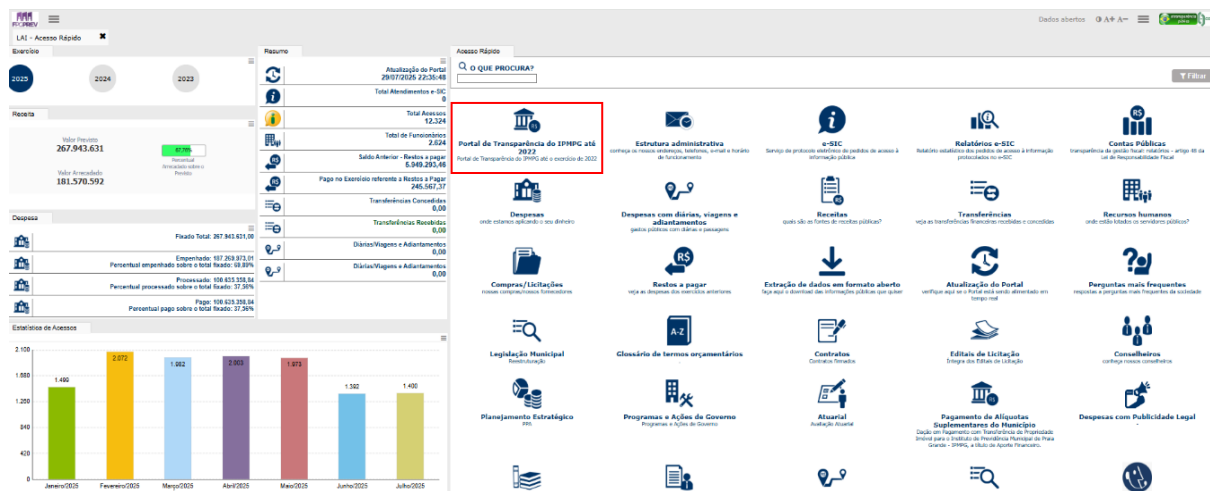 PRGPREV
Dados abertos A+ A-
LAI - Acesso Rápido
Exercício
2025
2024
2023
Receita
Valor Previsto
267.943.631
Valor Arrecadado
181.570.592
67,76%
Percentual
Arrecadado sobre o
Previsto
Despesa
Fixado Total: 267.943.631,00
Empenhado: 187.269.973,01
Percentual empenhado sobre o total fixado: 69,89%
Processado: 100.635.358,84
Percentual processado sobre o total fixado: 37,56%
Pago: 100.635.358,84
Percentual pago sobre o total fixado: 37,56%
Estatística de Acessos
2.100
1.680
1.260
840
420
0
1.499
2.072
1.982
2.003
1.973
1.392
1.400
Janeiro/2025
Fevereiro/2025
Março/2025
Abril/2025
Maio/2025
Junho/2025
Julho/2025
Resumo
Atualização do Portal
29/07/2025 22:35:48
Total Atendimentos e-SIC
0
Total Acessos
12.324
Total de Funcionários
2.624
Saldo Anterior - Restos a pagar
5.949.293,46
Pago no Exercício referente a Restos a Pagar
245.567,37
Transferências Concedidas
0,00
Transferências Recebidas
0,00
Diárias/Viagens e Adiantamentos
0,00
Diárias/Viagens e Adiantamentos
0,00
Acesso Rápido
O QUE PROCURA?
Filtrar
Portal de Transparência do IPMPG até
2022
Portal de Transparência do IPMPG até o exercício de 2022
Estrutura administrativa
conheça os nossos endereços, telefones, e-mail e horário
de funcionamento
e-SIC
Serviço de protocolo eletrônico de pedidos de acesso à
informação pública
Relatórios e-SIC
Relatório estatístico dos pedidos de acesso à informação
protocolados no e-SIC
Contas Públicas
transparência da gestão fiscal: relatórios - artigo 48 da
Lei de Responsabilidade Fiscal
Despesas
onde estamos aplicando o seu dinheiro
Despesas com diárias, viagens e
adiantamentos
gastos públicos com diárias e passagens
Receitas
quais são as fontes de receitas públicas?
Transferências
veja as transferências financeiras recebidas e concedidas
Recursos humanos
onde estão lotados os servidores públicos?
Compras/Licitações
nossas compras/nossos fornecedores
Restos a pagar
veja as despesas dos exercícios anteriores
Extração de dados em formato aberto
faça aqui o download das informações públicas que quiser
Atualização do Portal
verifique aqui se o Portal está sendo alimentado em
tempo real
Perguntas mais frequentes
respostas a perguntas mais frequentes da sociedade
Legislação Municipal
Reestruturação
A-Z
Glossário de termos orçamentários
-
Contratos
Contratos Firmados
Editais de Licitação
Íntegra dos Editais de Licitação
Conselheiros
conheça nossos conselheiros
Planejamento Estratégico
PPA
Programas e Ações de Governo
Programas e Ações de Governo
Atuarial
Avaliação Atuarial
Pagamento de Alíquotas
Suplementares do Município
Dação em Pagamento com Transferência de Propriedade
Imóvel para o Instituto de Previdência Municipal de Praia
Grande - IPMPG, a título de Aporte Financeiro.
Despesas com Publicidade Legal
-